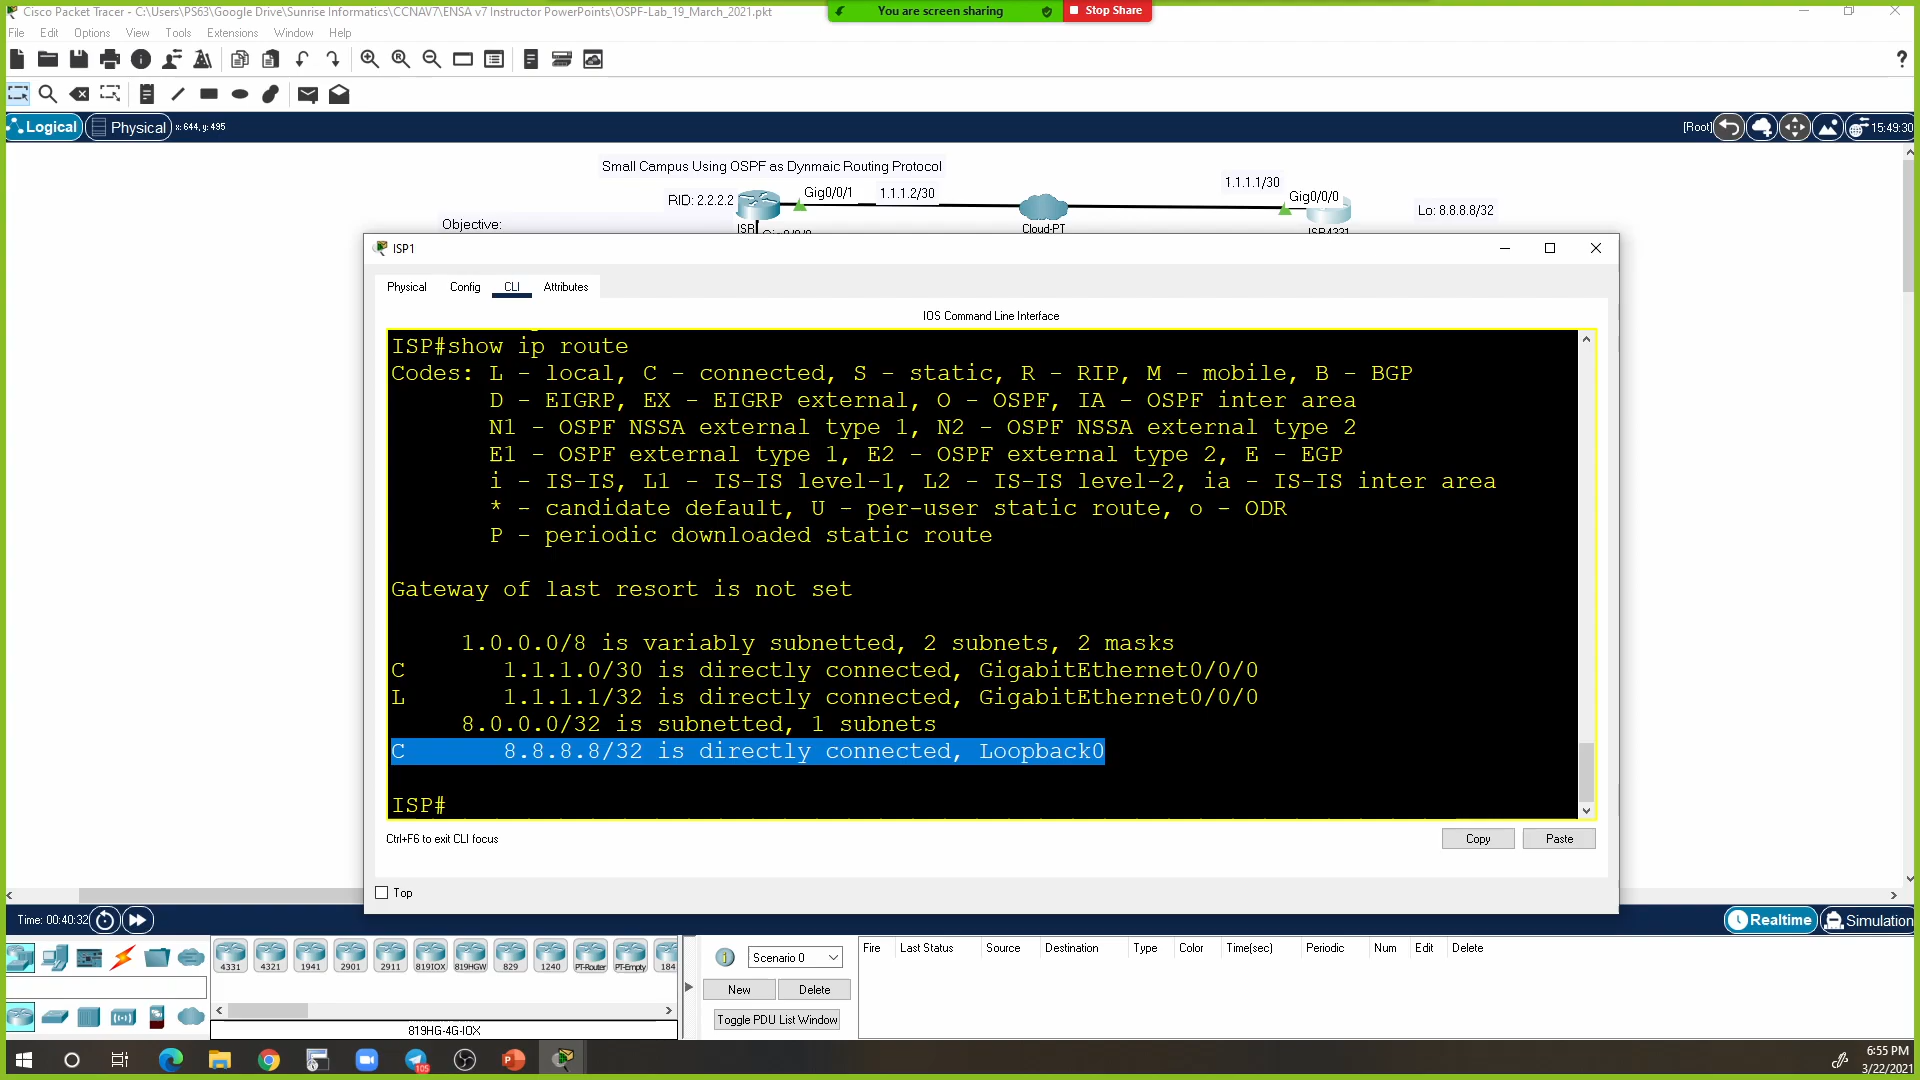 Cisco Packet Tracer - C:\Users\PS63\Google Drive\Sunrise Informatics\CCNAV7\ENSA v7 Instructor PowerPoints\OSPF-Lab_19_March_2021.pkt
You are screen sharing
Stop Share
File Edit Options View Tools Extensions Window Help
?
Logical
Physical
x: 644, y: 495
[Root]
15:49:30
Small Campus Using OSPF as Dynmaic Routing Protocol
RID: 2.2.2.2
Gig0/0/1
1.1.1.2/30
1.1.1.1/30
Gig0/0/0
Lo: 8.8.8.8/32
Objective:
Cloud-PT
ISR4331
ISP1
Physical Config CLI Attributes
IOS Command Line Interface
ISP#show ip route
Codes: L - local, C - connected, S - static, R - RIP, M - mobile, B - BGP
D - EIGRP, EX - EIGRP external, O - OSPF, IA - OSPF inter area
N1 - OSPF NSSA external type 1, N2 - OSPF NSSA external type 2
E1 - OSPF external type 1, E2 - OSPF external type 2, E - EGP
i - IS-IS, L1 - IS-IS level-1, L2 - IS-IS level-2, ia - IS-IS inter area
* - candidate default, U - per-user static route, o - ODR
P - periodic downloaded static route
Gateway of last resort is not set
1.0.0.0/8 is variably subnetted, 2 subnets, 2 masks
C 1.1.1.0/30 is directly connected, GigabitEthernet0/0/0
L 1.1.1.1/32 is directly connected, GigabitEthernet0/0/0
8.0.0.0/32 is subnetted, 1 subnets
C 8.8.8.8/32 is directly connected, Loopback0
ISP#
Ctrl+F6 to exit CLI focus
Copy
Paste
Top
Time: 00:40:32
Realtime
Simulation
4331 4321 1941 2901 2911 819IOX 819HGW 829 1240 PT-Router PT-Empty 184
819HG-4G-IOX
Scenario 0
New
Delete
Toggle PDU List Window
Fire Last Status Source Destination Type Color Time(sec) Periodic Num Edit Delete
105
6:55 PM
3/22/2021